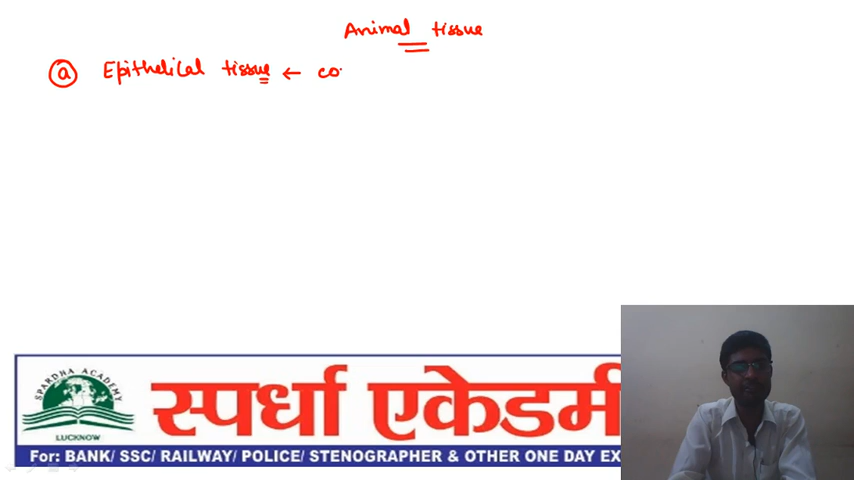 Animal tissue
(a) Epithelical tissue ← co
SPARDHA ACADEMY
LUCKNOW
स्पर्धा एकेडमी
For: BANK/ SSC/ RAILWAY/ POLICE/ STENOGRAPHER & OTHER ONE DAY EX